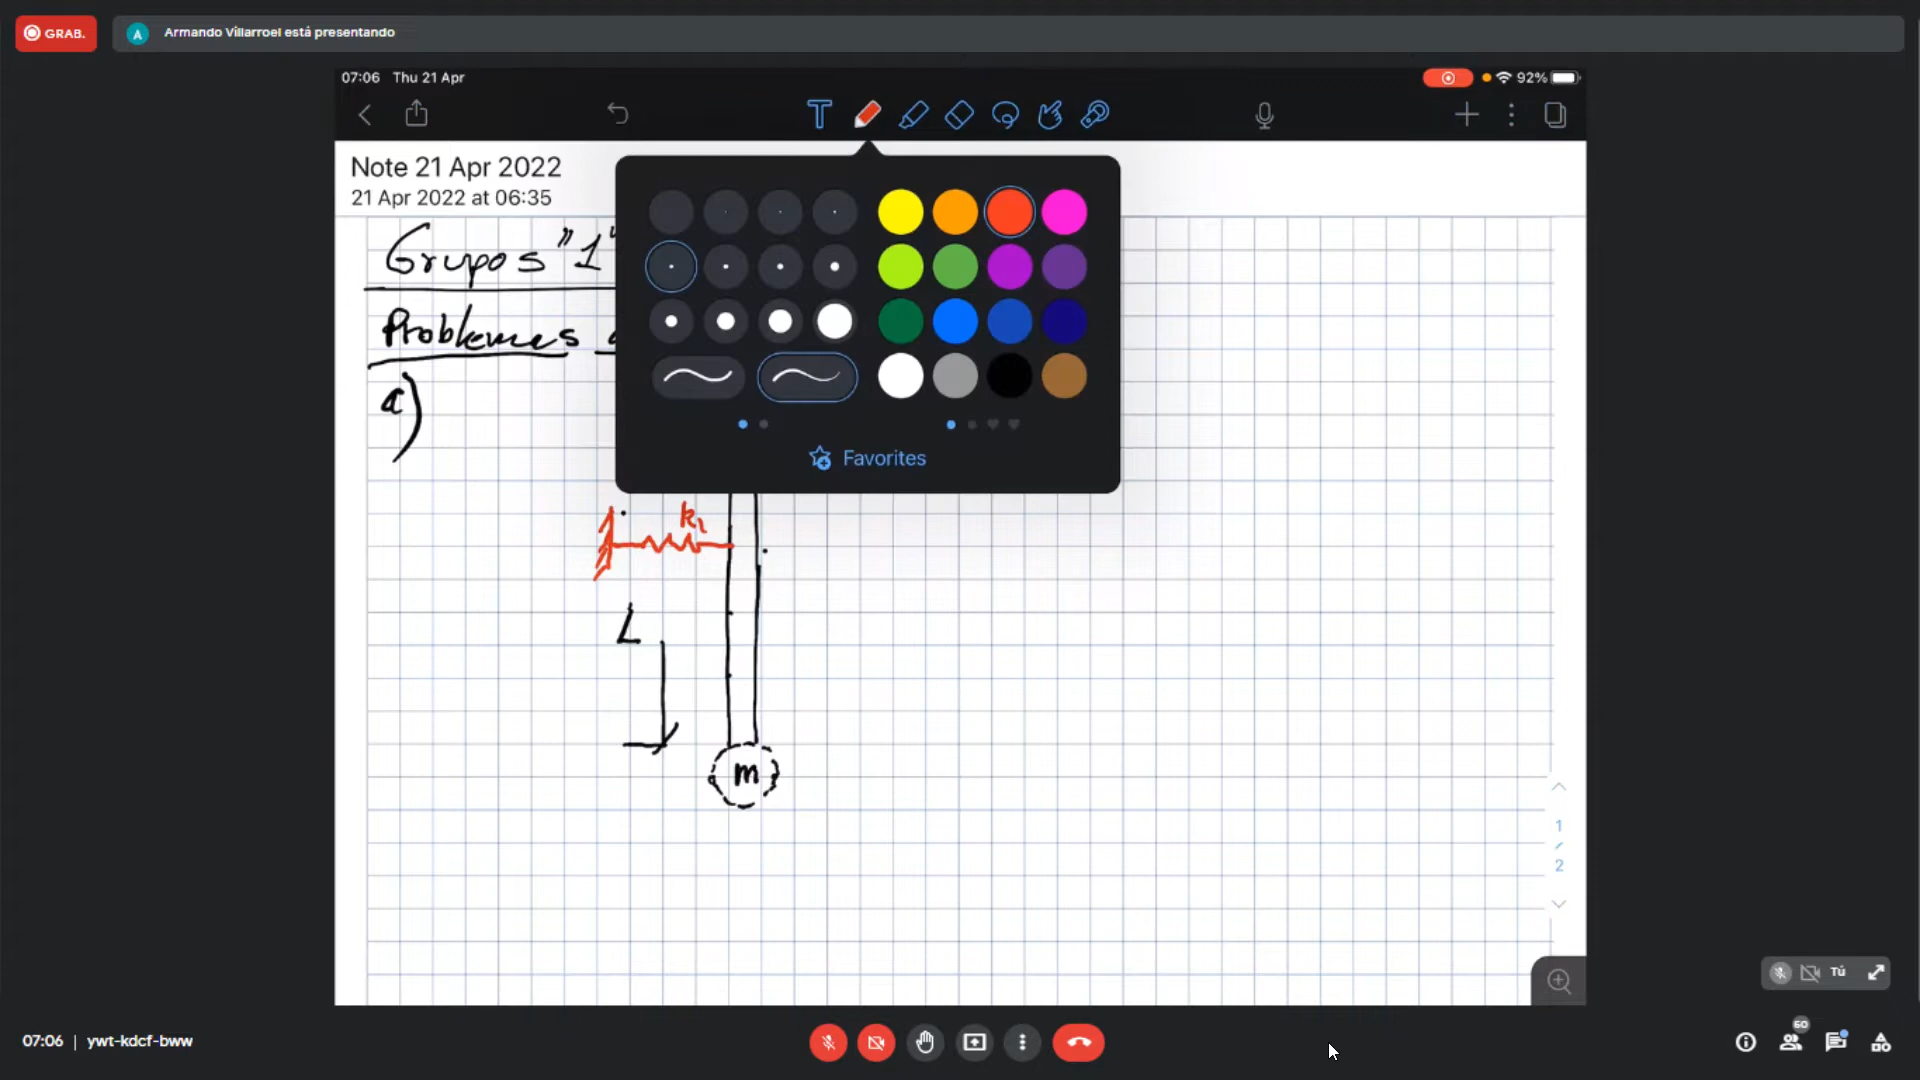 GRAB.
A Armando Villarroel está presentando
07:06 Thu 21 Apr
92%
T
Note 21 Apr 2022
21 Apr 2022 at 06:35
Grupos "1"
Problemas
a)
Favorites
k1
L
m
1
2
Tú
07:06 | ywt-kdcf-bww
60